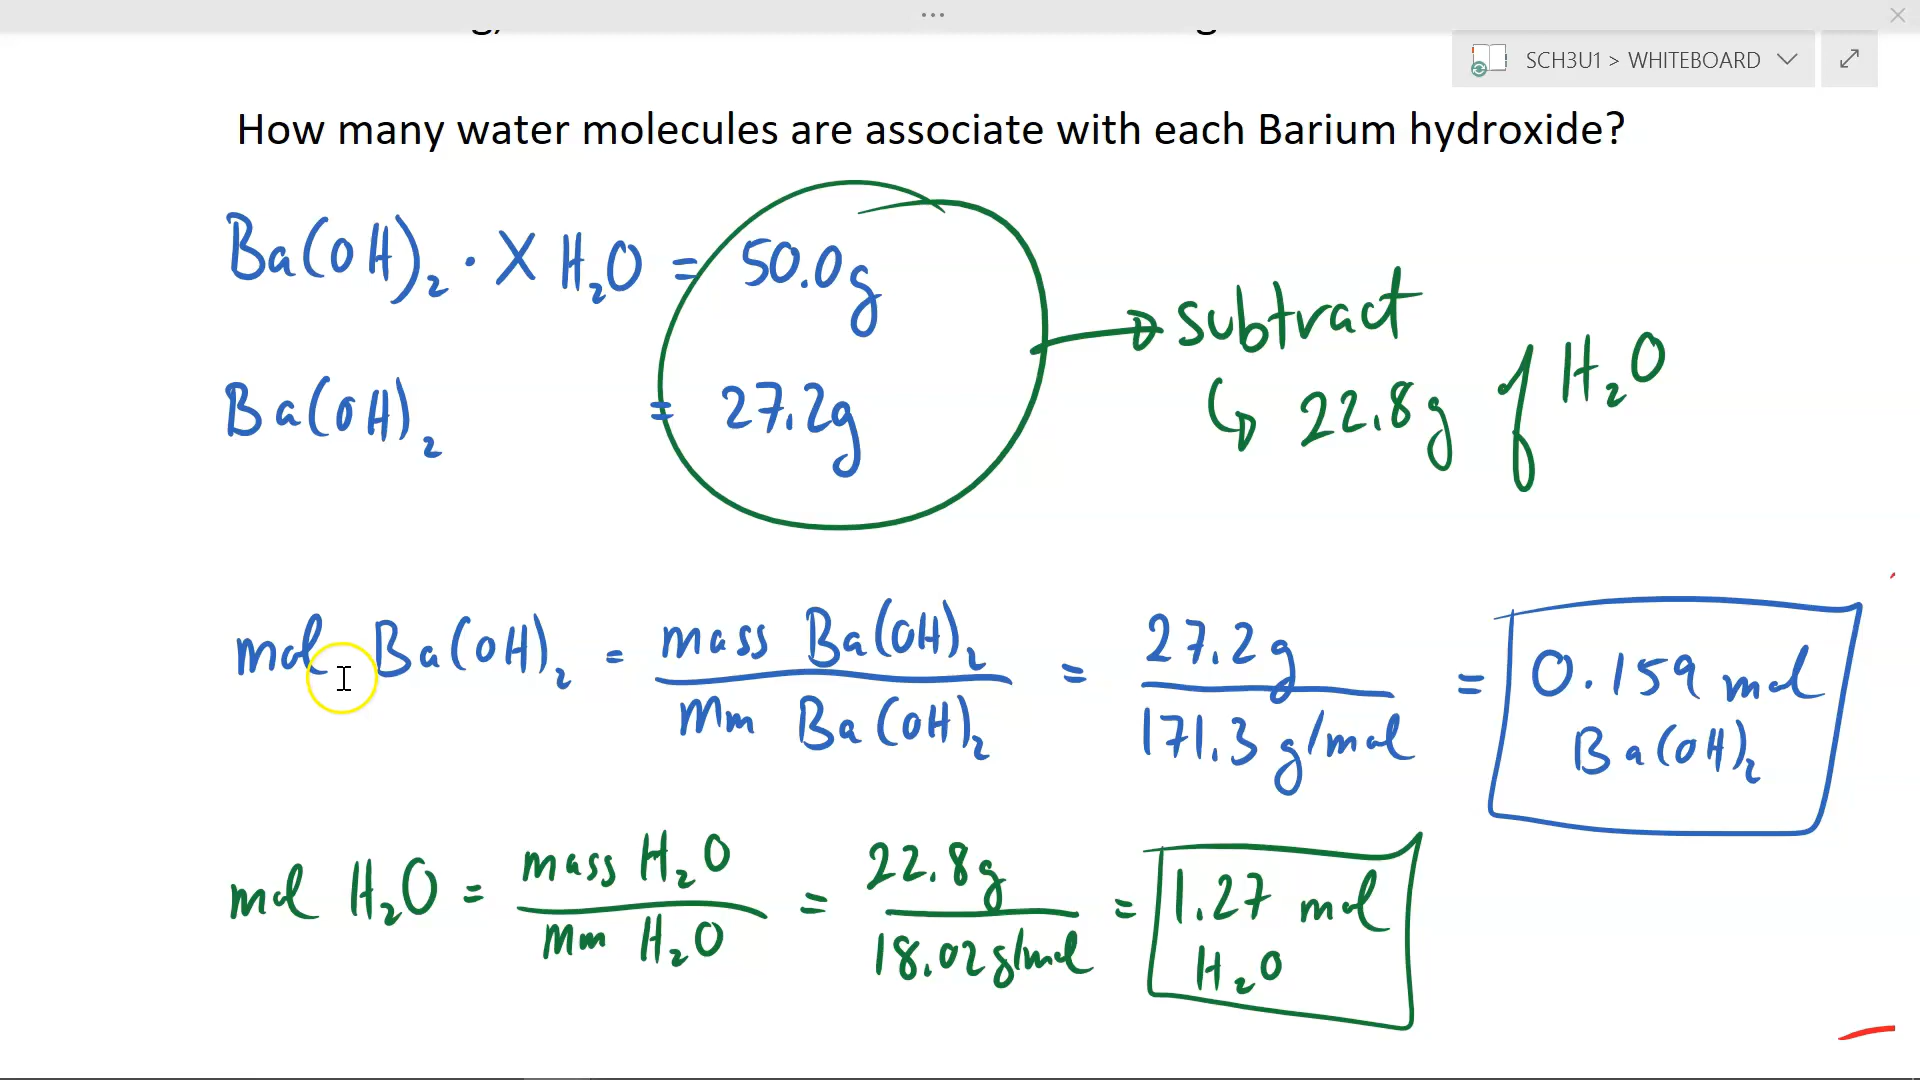 SCH3U1 > WHITEBOARD
How many water molecules are associate with each Barium hydroxide?
Ba(OH)₂ · X H₂O = 50.0g
Ba(OH)₂ = 27.2g
→ subtract
↳ 22.8g of H₂O
mol Ba(OH)₂ = mass Ba(OH)₂ / Mm Ba(OH)₂ = 27.2g / 171.3 g/mol = 0.159 mol
Ba(OH)₂
mol H₂O = mass H₂O / Mm H₂O = 22.8g / 18.02 g/mol = 1.27 mol
H₂O